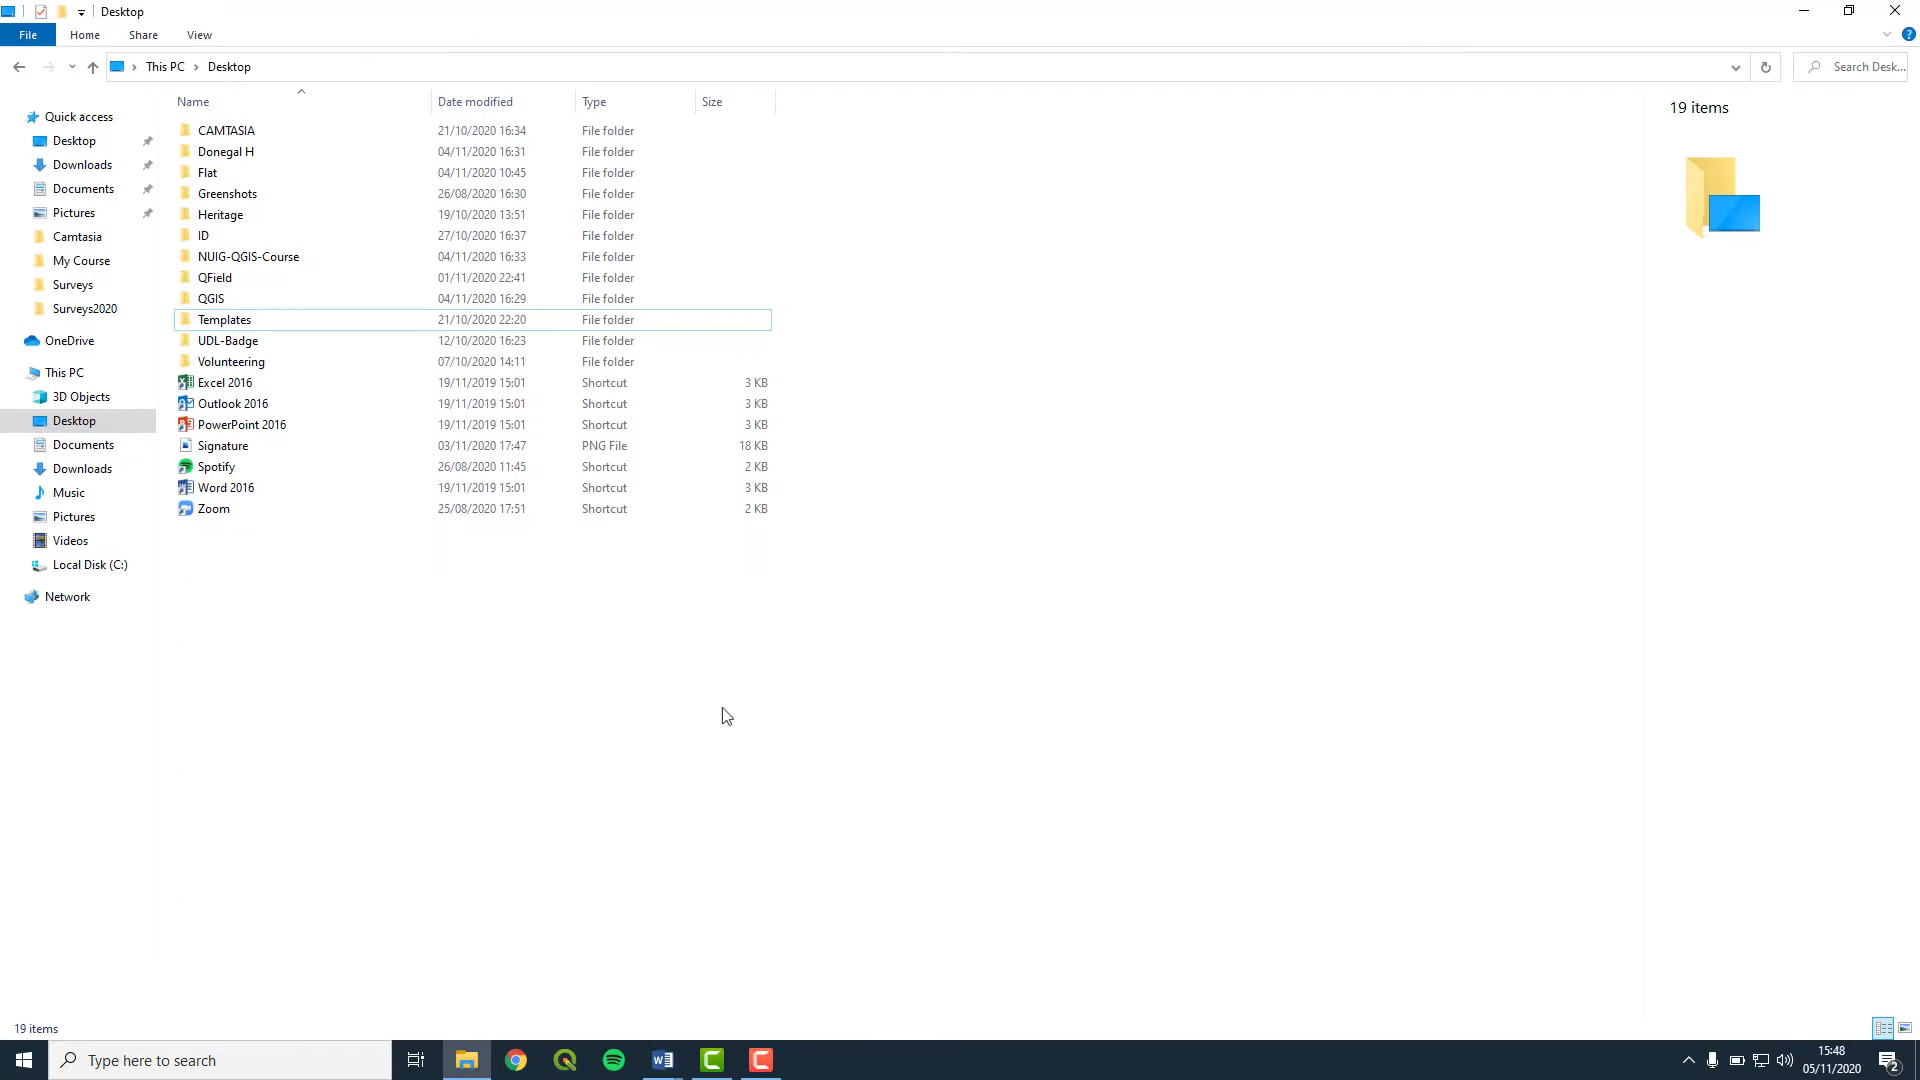 Desktop
File Home Share View
This PC Desktop Search Desk...
Name Date modified Type Size
CAMTASIA 21/10/2020 16:34 File folder
Donegal H 04/11/2020 16:31 File folder
Flat 04/11/2020 10:45 File folder
Greenshots 26/08/2020 16:30 File folder
Heritage 19/10/2020 13:51 File folder
ID 27/10/2020 16:37 File folder
NUIG-QGIS-Course 04/11/2020 16:33 File folder
QField 01/11/2020 22:41 File folder
QGIS 04/11/2020 16:29 File folder
Templates 21/10/2020 22:20 File folder
UDL-Badge 12/10/2020 16:23 File folder
Volunteering 07/10/2020 14:11 File folder
Excel 2016 19/11/2019 15:01 Shortcut 3 KB
Outlook 2016 19/11/2019 15:01 Shortcut 3 KB
PowerPoint 2016 19/11/2019 15:01 Shortcut 3 KB
Signature 03/11/2020 17:47 PNG File 18 KB
Spotify 26/08/2020 11:45 Shortcut 2 KB
Word 2016 19/11/2019 15:01 Shortcut 3 KB
Zoom 25/08/2020 17:51 Shortcut 2 KB
Quick access
Desktop
Downloads
Documents
Pictures
Camtasia
My Course
Surveys
Surveys2020
OneDrive
This PC
3D Objects
Desktop
Documents
Downloads
Music
Pictures
Videos
Local Disk (C:)
Network
19 items
19 items
Type here to search
15:48
05/11/2020
2